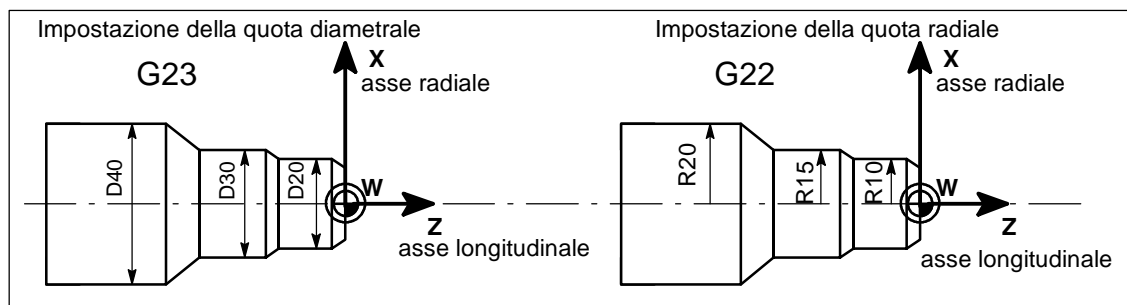 Impostazione della quota diametrale
G23
X
asse radiale
D40
D30
D20
W
Z
asse longitudinale
Impostazione della quota radiale
G22
X
asse radiale
R20
R15
R10
W
Z
asse longitudinale